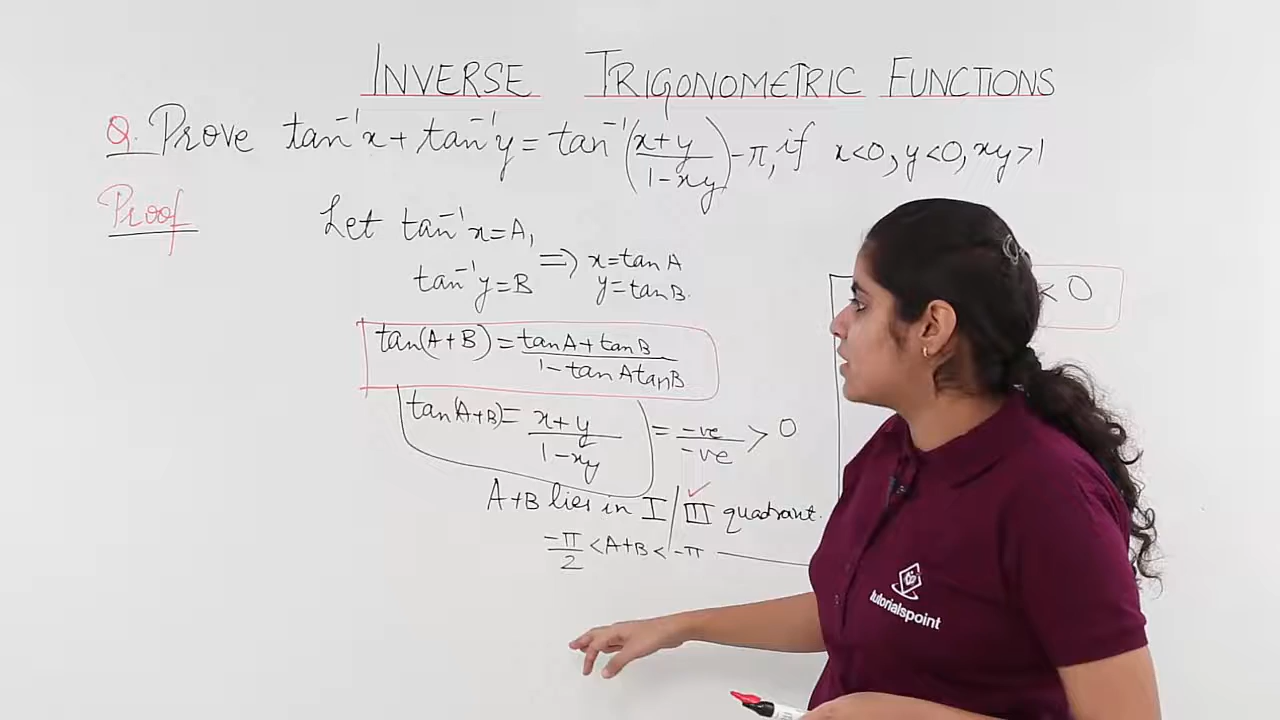 INVERSE TRIGONOMETRIC FUNCTIONS
Q. Prove tan⁻¹x + tan⁻¹y = tan⁻¹(x+y/1-xy) - π, if x<0, y<0, xy>1
Proof
Let tan⁻¹x = A,
tan⁻¹y = B ⟹ x = tanA
y = tanB.
tan(A+B) = tanA + tanB/1 - tanAtanB
tan(A+B) = x+y/1-xy = -ve/-ve > 0
A+B lies in I/III quadrant.
-π/2 < A+B < -π
< 0
tutorialspoint